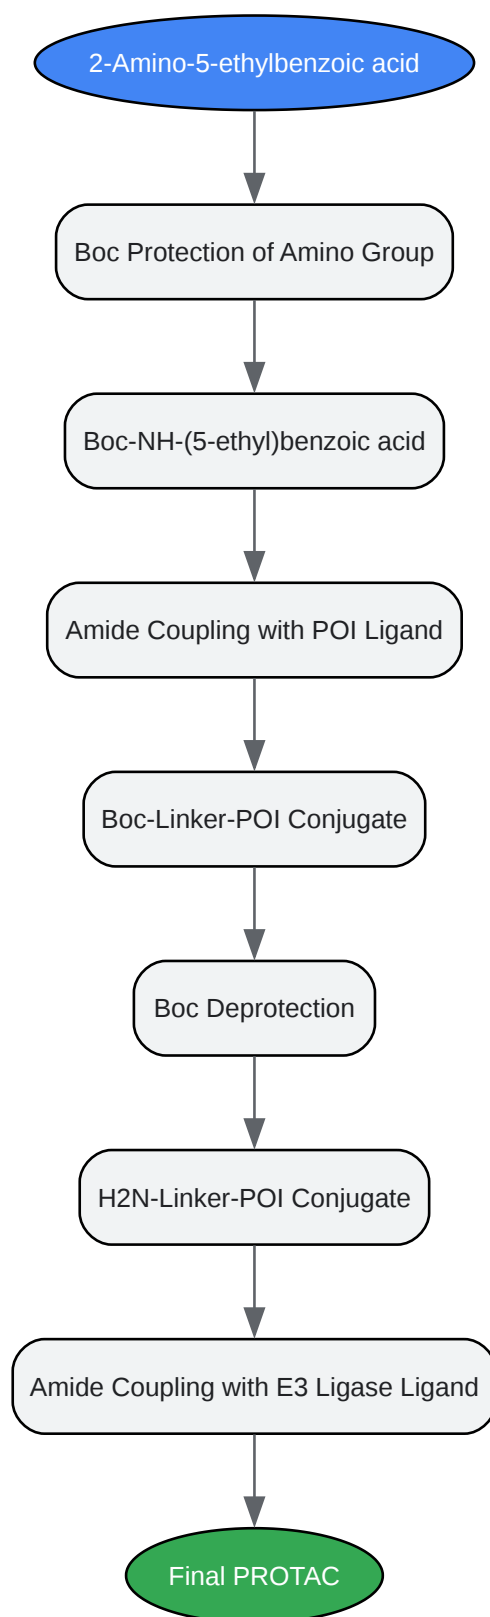 2-Amino-5-ethylbenzoic acid
Boc Protection of Amino Group
Boc-NH-(5-ethyl)benzoic acid
Amide Coupling with POI Ligand
Boc-Linker-POI Conjugate
Boc Deprotection
H2N-Linker-POI Conjugate
Amide Coupling with E3 Ligase Ligand
Final PROTAC